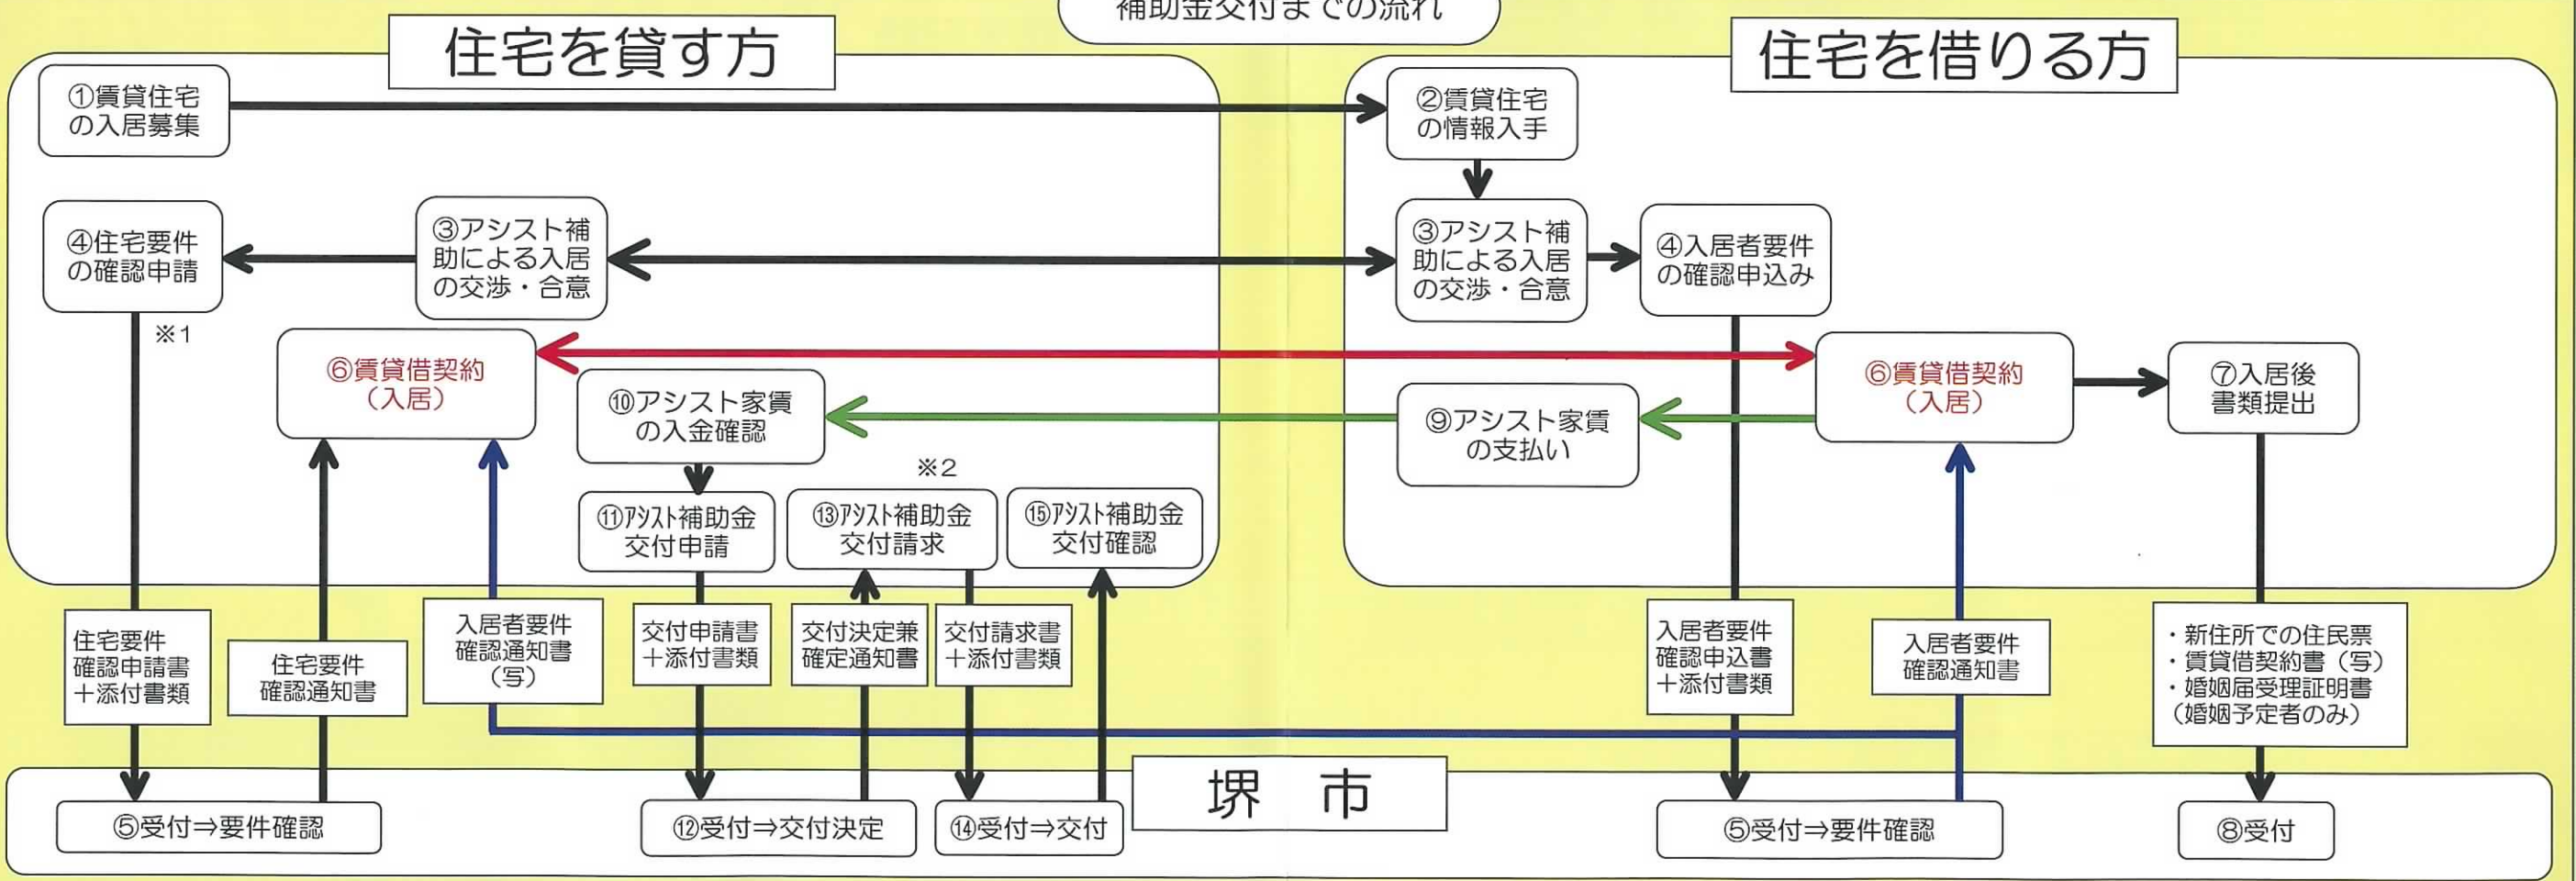 補助金交付までの流れ
住宅を貸す方
住宅を借りる方
①賃貸住宅
の入居募集
②賃貸住宅
の情報入手
④住宅要件
の確認申請
※1
③アシスト補
助による入居
の交渉・合意
③アシスト補
助による入居
の交渉・合意
④入居者要件
の確認申込み
⑥賃貸借契約
（入居）
⑩アシスト家賃
の入金確認
⑨アシスト家賃
の支払い
⑥賃貸借契約
（入居）
⑦入居後
書類提出
※2
⑪ｱｼｽﾄ補助金
交付申請
⑬ｱｼｽﾄ補助金
交付請求
⑮ｱｼｽﾄ補助金
交付確認
住宅要件
確認申請書
＋添付書類
住宅要件
確認通知書
入居者要件
確認通知書
（写）
交付申請書
＋添付書類
交付決定兼
確定通知書
交付請求書
＋添付書類
入居者要件
確認申込書
＋添付書類
入居者要件
確認通知書
・新住所での住民票
・賃貸借契約書（写）
・婚姻届受理証明書
（婚姻予定者のみ）
堺　市
⑤受付⇒要件確認
⑫受付⇒交付決定
⑭受付⇒交付
⑤受付⇒要件確認
⑧受付